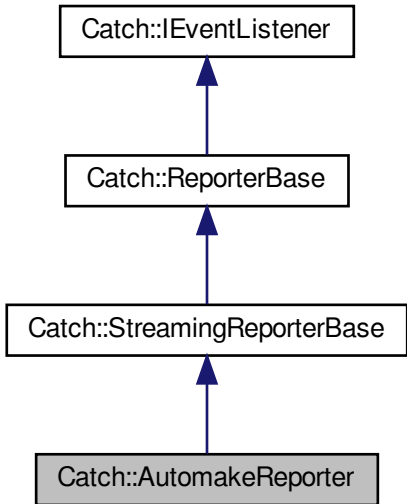 Catch::IEventListener
Catch::ReporterBase
Catch::StreamingReporterBase
Catch::AutomakeReporter